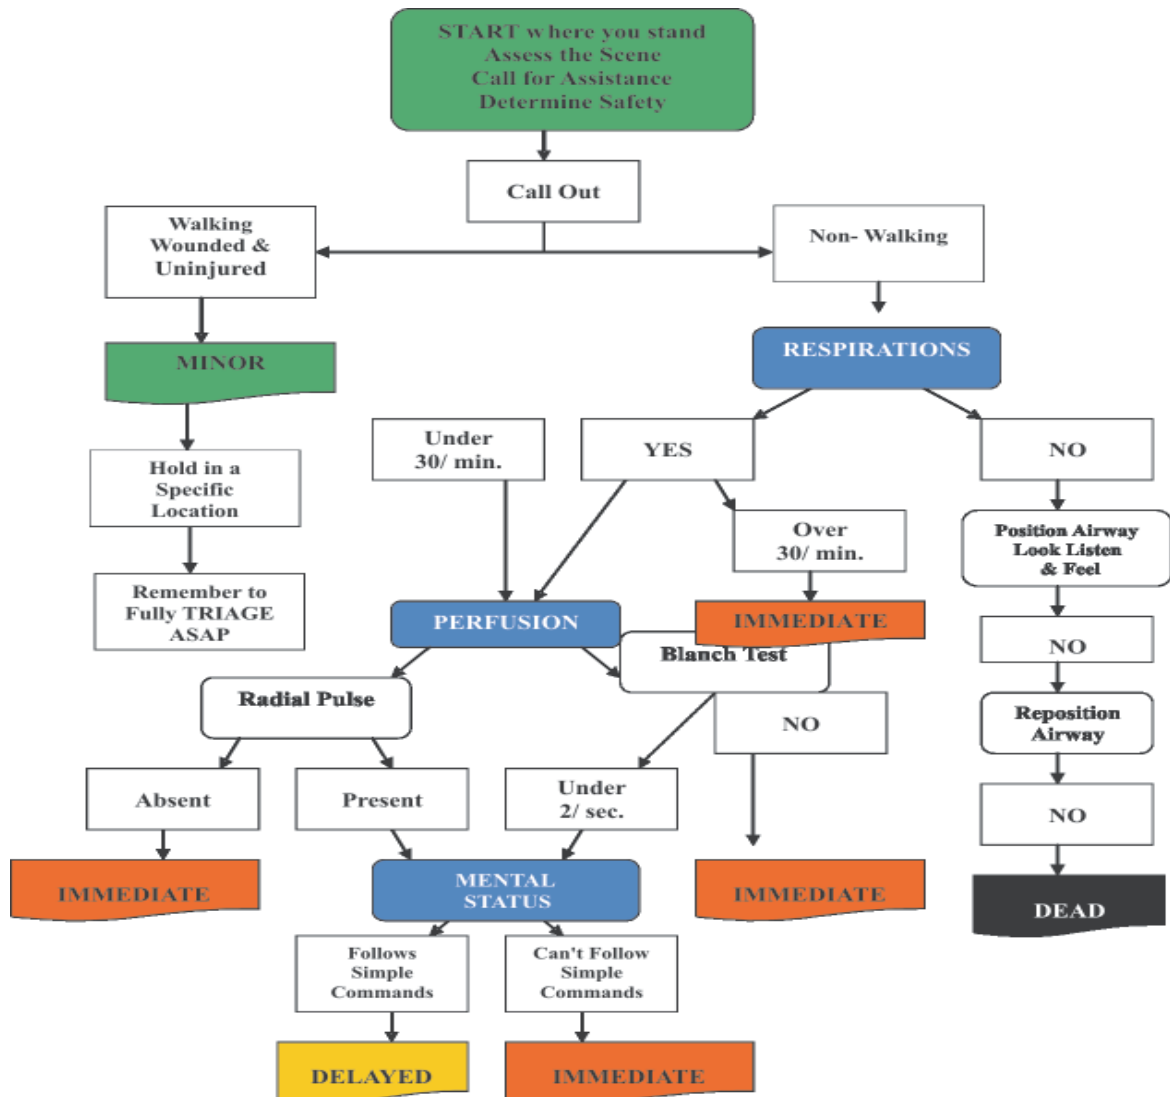 START where you stand
Assess the Scene
Call for Assistance
Determine Safety
Call Out
Walking
Wounded &
Uninjured
Non- Walking
MINOR
RESPIRATIONS
Under
30/ min.
YES
NO
Hold in a
Specific
Location
Over
30/ min.
Position Airway
Look Listen
& Feel
Remember to
Fully TRIAGE
ASAP
PERFUSION
IMMEDIATE
NO
Blanch Test
Radial Pulse
NO
Reposition
Airway
Absent
Present
Under
2/ sec.
NO
IMMEDIATE
MENTAL
STATUS
IMMEDIATE
DEAD
Follows
Simple
Commands
Can't Follow
Simple
Commands
DELAYED
IMMEDIATE